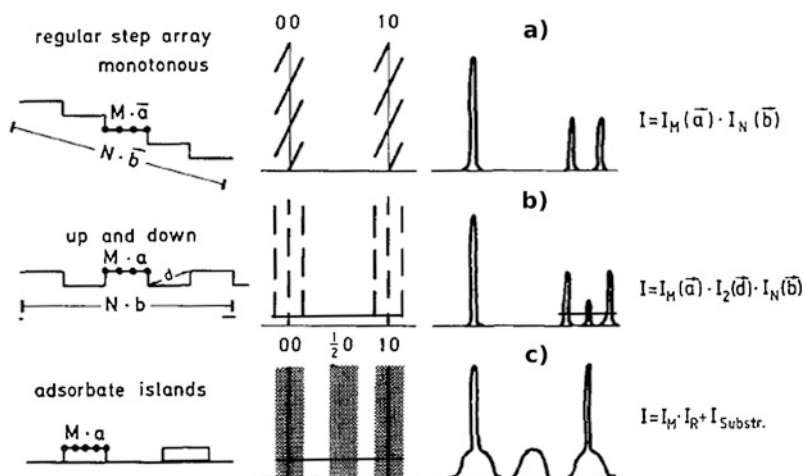 regular step array
monotonous
M · a̅
N · b̅
00 10
a)
I = I_M(a⃗) · I_N(b⃗)
up and down
M · a
d
N · b
b)
I = I_M(a⃗) · I_2(d⃗) · I_N(b⃗)
00 ½0 10
c)
adsorbate islands
M · a
I = I_M · I_R + I_Substr.